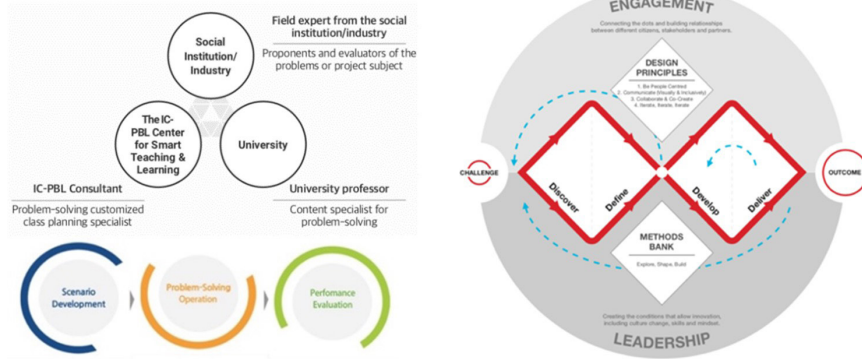 Social
Institution/
Industry
Field expert from the social
institution/industry
Proponents and evaluators of the
problems or project subject
The IC-
PBL Center
for Smart
Teaching &
Learning
University
IC-PBL Consultant
Problem-solving customized
class planning specialist
University professor
Content specialist for
problem-solving
Scenario
Development
Problem-Solving
Operation
Perfomance
Evaluation
ENGAGEMENT
Connecting the dots and building relationships
between different citizens, stakeholders and partners.
DESIGN
PRINCIPLES
1. Be People Centred
2. Communicate (Visually & Inclusively)
3. Collaborate & Co-Create
4. Iterate, Iterate, Iterate
CHALLENGE
OUTCOME
Discover
Define
Develop
Deliver
METHODS
BANK
Explore, Shape, Build
Creating the conditions that allow innovation,
including culture change, skills and mindset.
LEADERSHIP